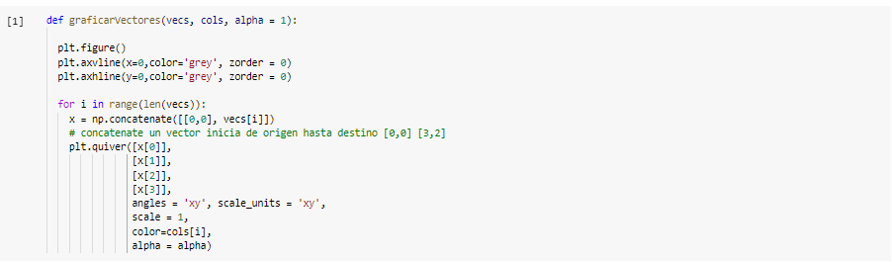 [1] def graficarVectores(vecs, cols, alpha = 1):
plt.figure()
plt.axvline(x=0,color='grey', zorder = 0)
plt.axhline(y=0,color='grey', zorder = 0)
for i in range(len(vecs)):
x = np.concatenate([[0,0], vecs[i]])
# concatenate un vector inicia de origen hasta destino [0,0] [3,2]
plt.quiver([x[0]],
[x[1]],
[x[2]],
[x[3]],
angles = 'xy', scale_units = 'xy',
scale = 1,
color=cols[i],
alpha = alpha)